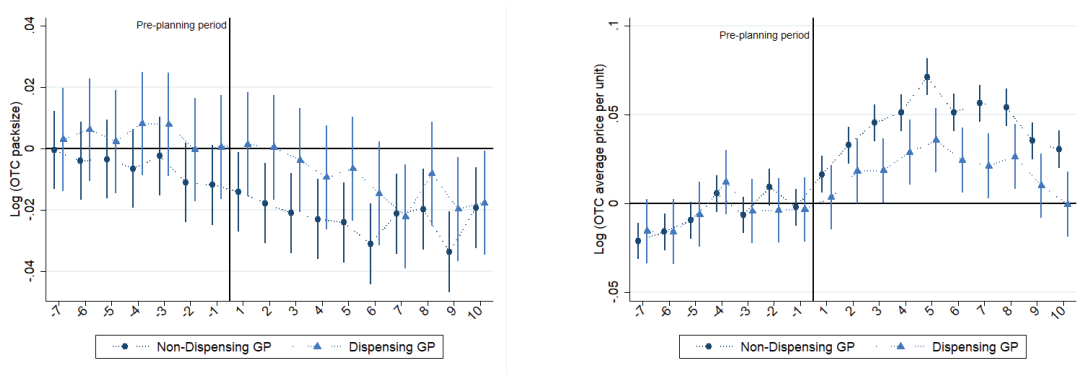 Log (OTC packsize)
.04
.02
0
-.02
-.04
Pre-planning period
-7 -6 -5 -4 -3 -2 -1 1 2 3 4 5 6 7 8 9 10
Non-Dispensing GP Dispensing GP
Log (OTC average price per unit)
.1
.05
0
-.05
Pre-planning period
-7 -6 -5 -4 -3 -2 -1 1 2 3 4 5 6 7 8 9 10
Non-Dispensing GP Dispensing GP